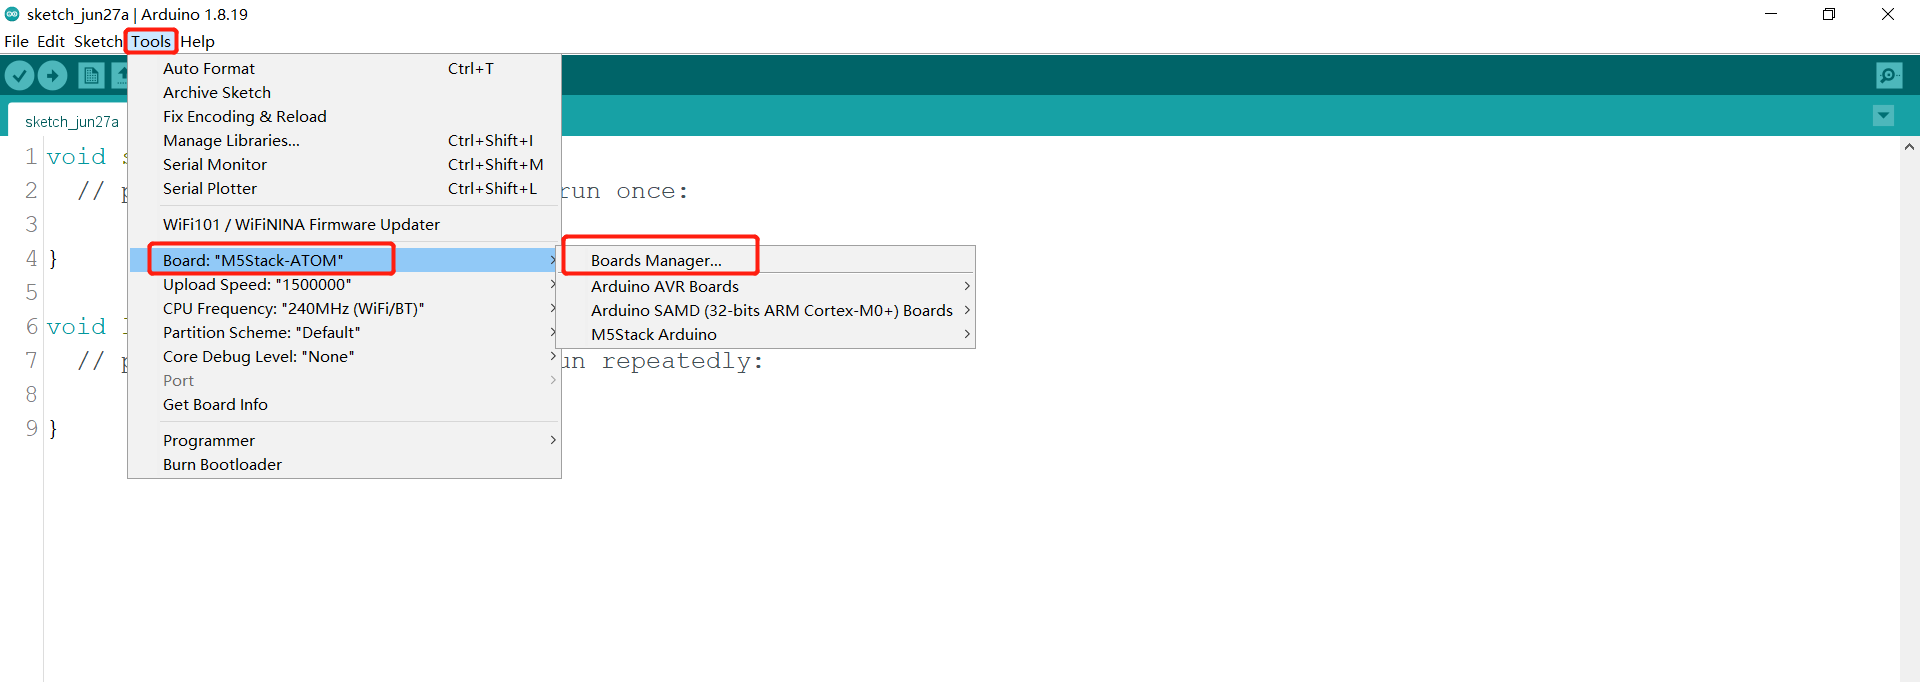 sketch_jun27a | Arduino 1.8.19
File Edit Sketch Tools Help
sketch_jun27a
Auto Format Ctrl+T
Archive Sketch
Fix Encoding & Reload
Manage Libraries... Ctrl+Shift+I
Serial Monitor Ctrl+Shift+M
Serial Plotter Ctrl+Shift+L
WiFi101 / WiFiNINA Firmware Updater
Board: "M5Stack-ATOM"
Upload Speed: "1500000"
CPU Frequency: "240MHz (WiFi/BT)"
Partition Scheme: "Default"
Core Debug Level: "None"
Port
Get Board Info
Programmer
Burn Bootloader
Boards Manager...
Arduino AVR Boards
Arduino SAMD (32-bits ARM Cortex-M0+) Boards
M5Stack Arduino
1 void
2 // run once:
3
4 }
5
6 void
7 // un repeatedly:
8
9 }